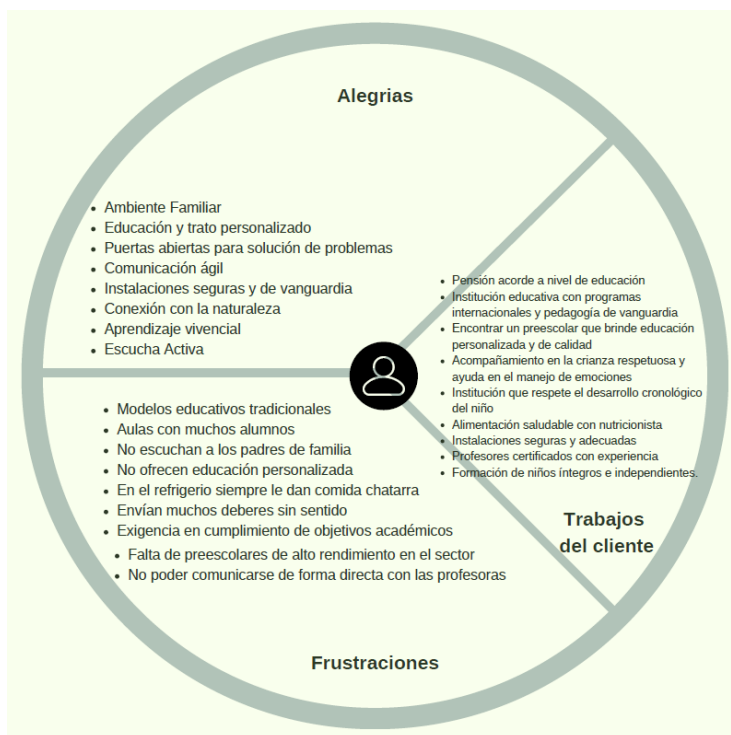 Alegrias
• Ambiente Familiar
• Educación y trato personalizado
• Puertas abiertas para solución de problemas
• Comunicación ágil
• Instalaciones seguras y de vanguardia
• Conexión con la naturaleza
• Aprendizaje vivencial
• Escucha Activa
• Pensión acorde a nivel de educación
• Institución educativa con programas
internacionales y pedagogía de vanguardia
• Encontrar un preescolar que brinde educación
personalizada y de calidad
• Acompañamiento en la crianza respetuosa y
ayuda en el manejo de emociones
• Institución que respete el desarrollo cronológico
del niño
• Alimentación saludable con nutricionista
• Instalaciones seguras y adecuadas
• Profesores certificados con experiencia
• Formación de niños íntegros e independientes.
Trabajos
del cliente
• Modelos educativos tradicionales
• Aulas con muchos alumnos
• No escuchan a los padres de familia
• No ofrecen educación personalizada
• En el refrigerio siempre le dan comida chatarra
• Envían muchos deberes sin sentido
• Exigencia en cumplimiento de objetivos académicos
• Falta de preescolares de alto rendimiento en el sector
• No poder comunicarse de forma directa con las profesoras
Frustraciones